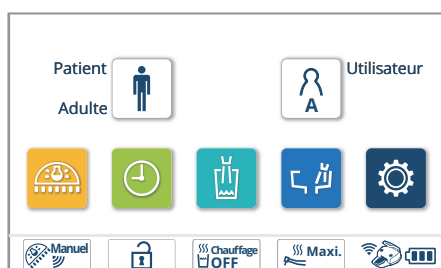 Patient
Adulte
A
Utilisateur
Manuel
Chauffage
OFF
Maxi.